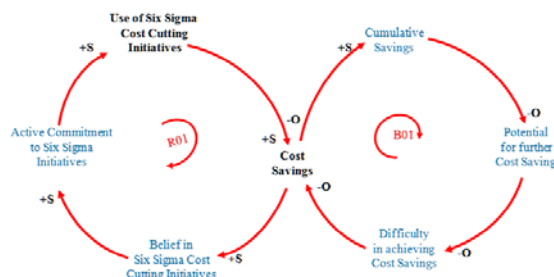 Use of Six Sigma
Cost Cutting
Initiatives
+S
+S
Cumulative
Savings
-O
Active Commitment
to Six Sigma
Initiatives
R01
-O
+S
B01
Potential
for further
Cost Saving
Cost
Savings
-O
+S
Belief in
Six Sigma Cost
Cutting Initiatives
+S
Difficulty
in achieving
Cost Savings
-O